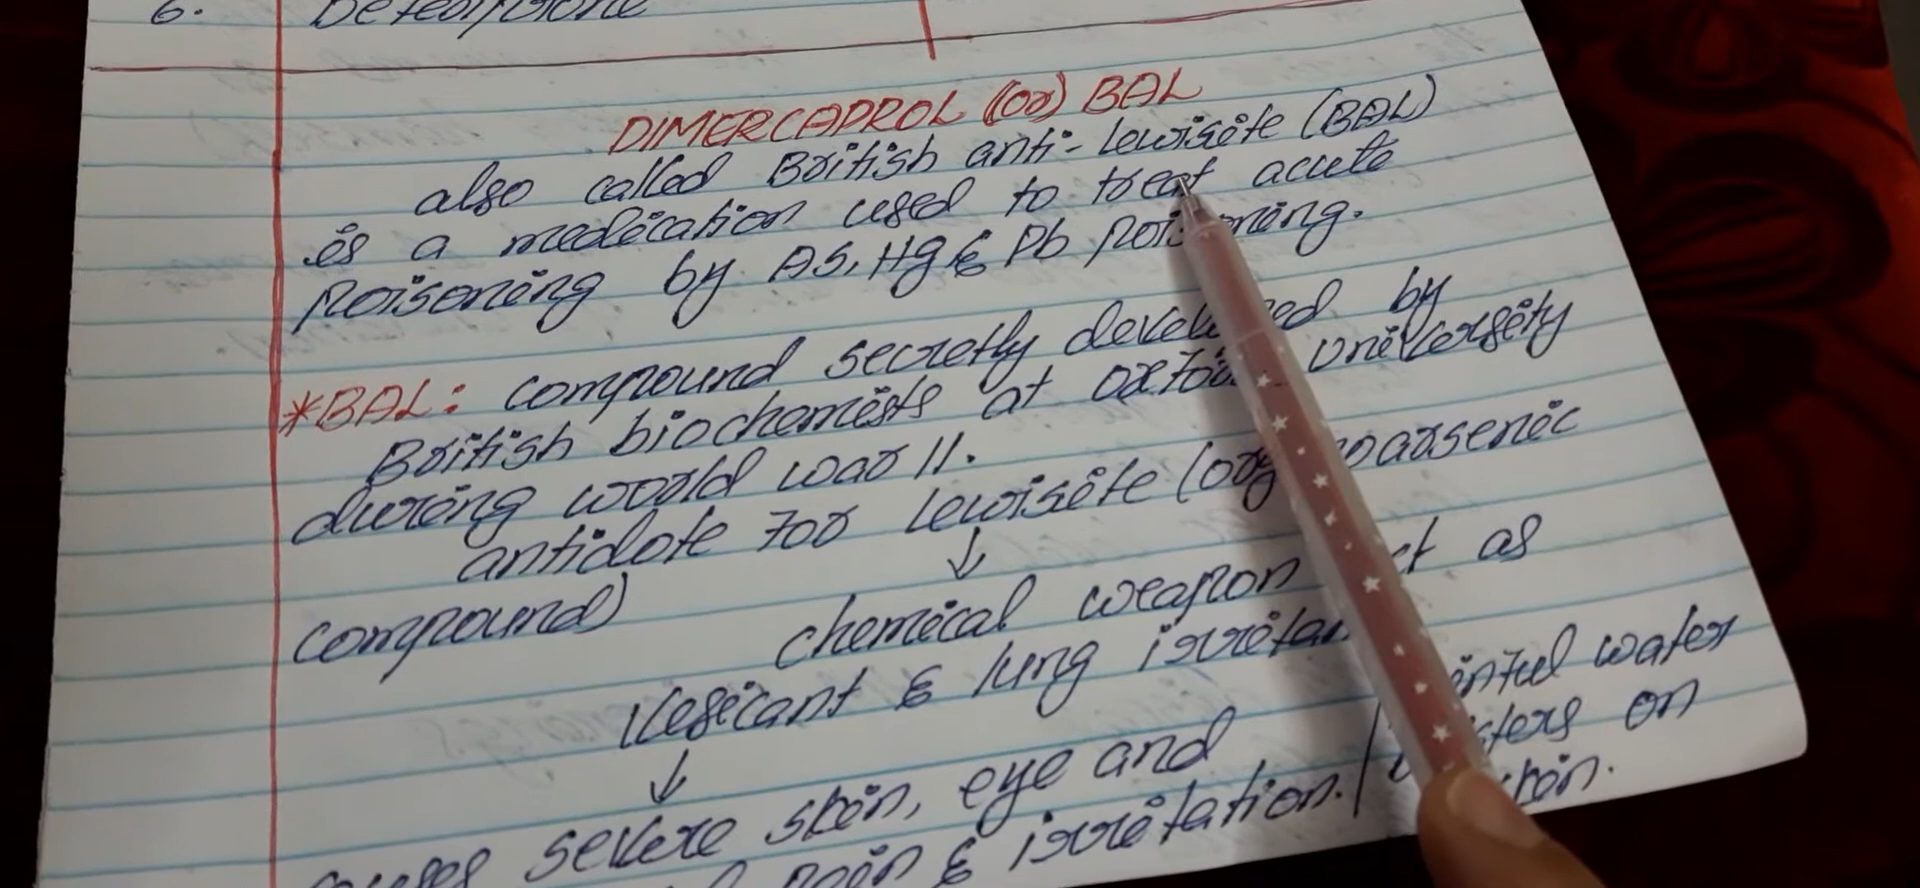 6.
DIMERCAPROL (or) BAL
also called British anti-lewisite (BAL)
is a medication used to treat acute
poisoning by AS, Hg & Pb poisoning.
*BAL: compound secretly developed by
British biochemists at oxford university
during world war II.
antidote for lewisite (organoarsenic
compound)
↓
chemical weapon act as
vesicant & lung irritant
↓
severe skin, eye and
pain & irritation. / painful water
blisters on
skin.